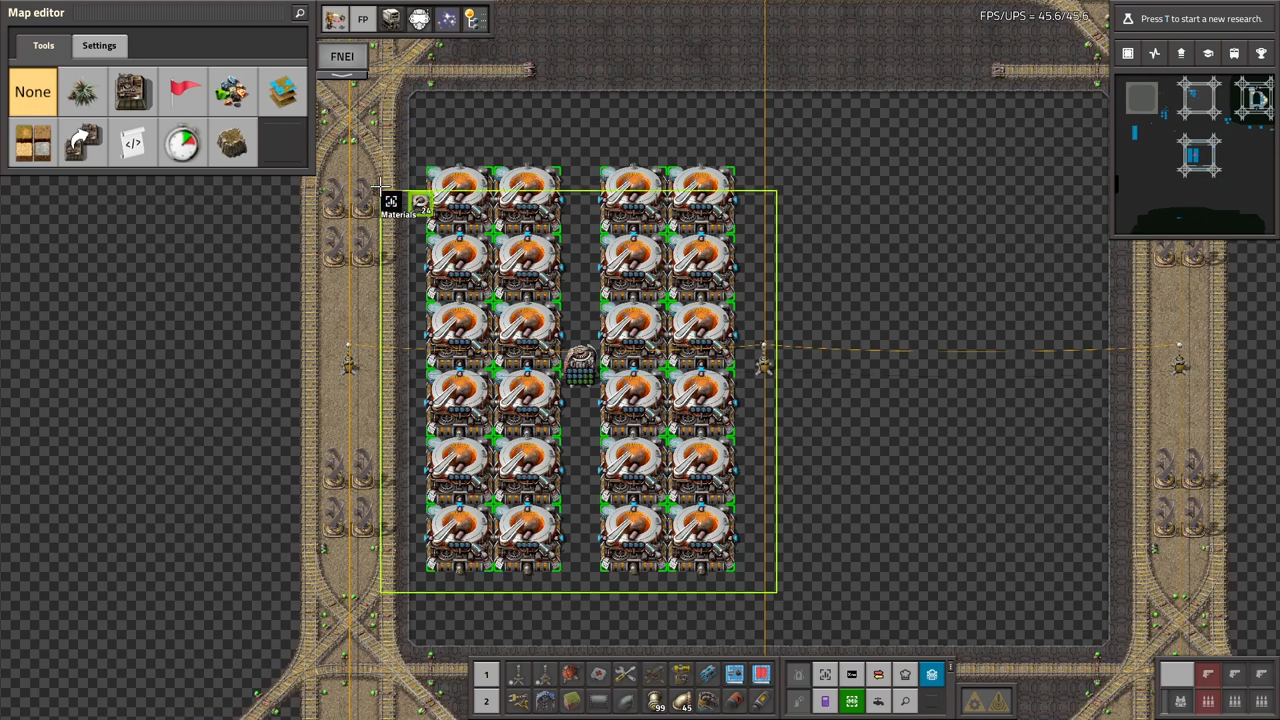 Map editor
Tools
Settings
None
</>
FP
FNEI
FPS/UPS = 45.6/45.6
Press T to start a new research.
24
Materials
1
2
99
45